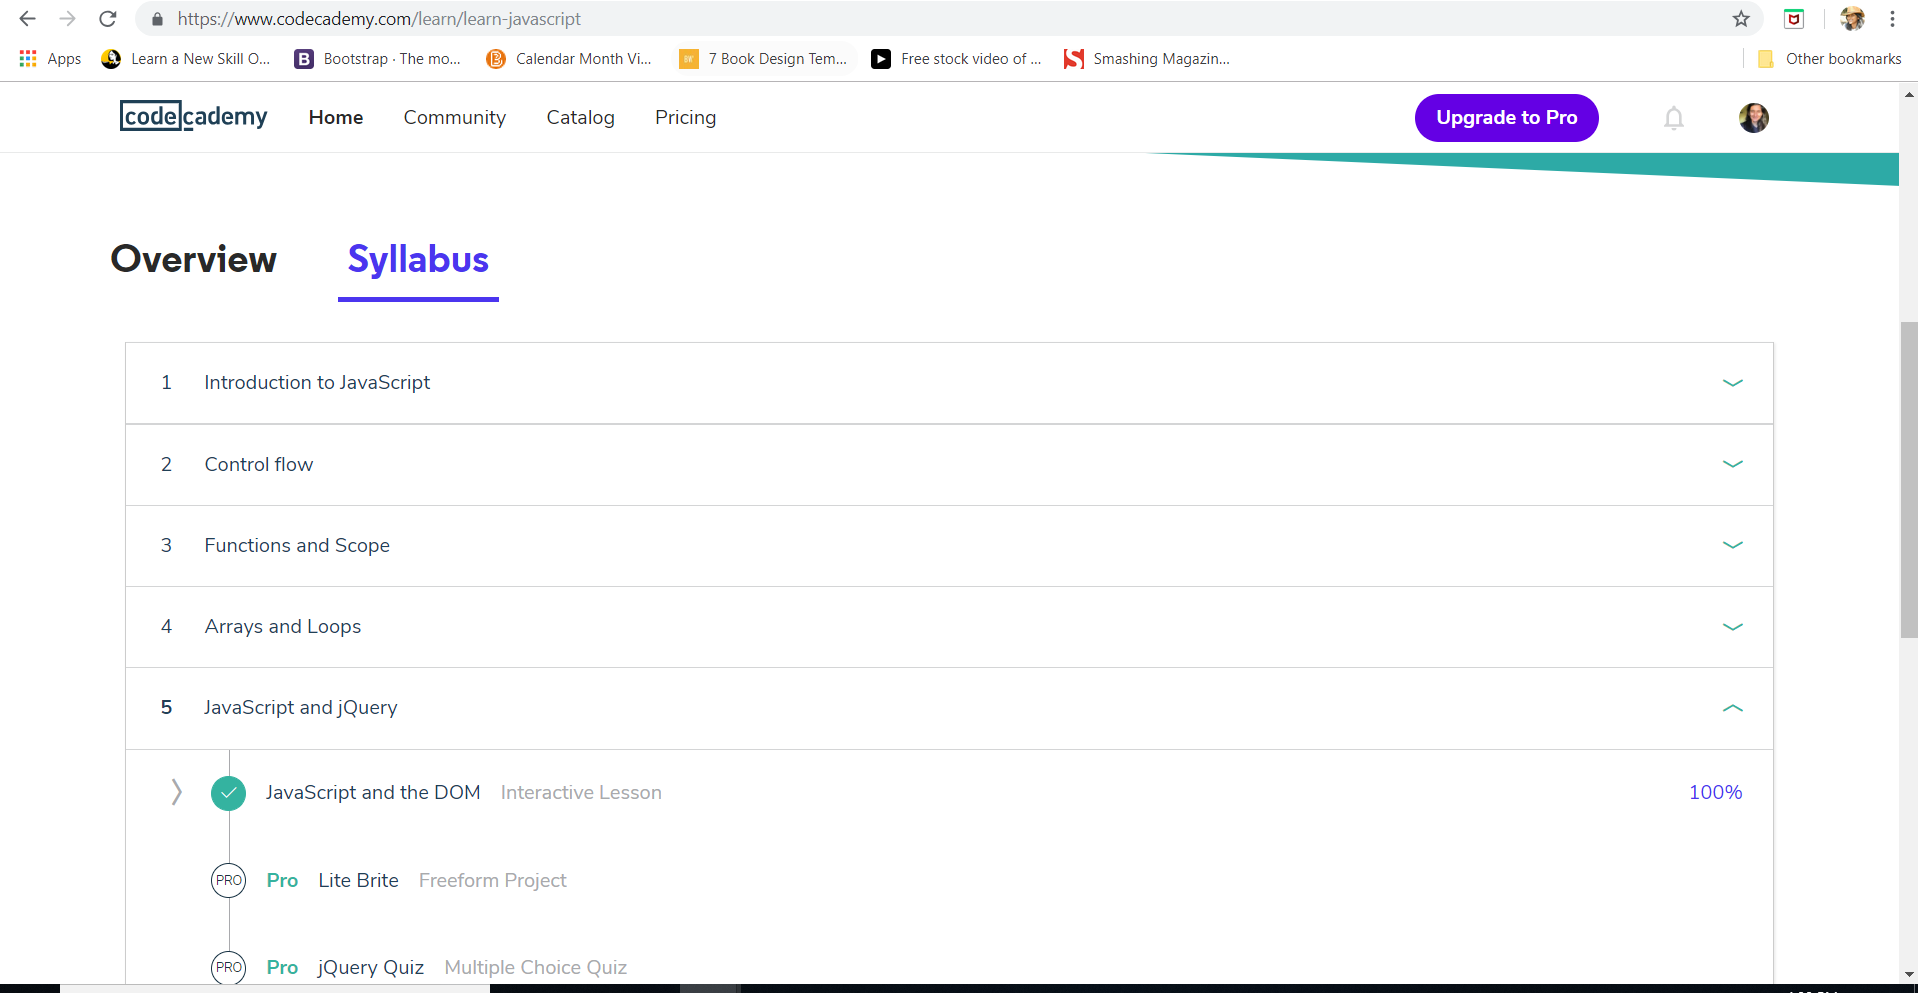 https://www.codecademy.com/learn/learn-javascript
Apps Learn a New Skill O... B Bootstrap · The mo... Calendar Month Vi... BW 7 Book Design Tem... Free stock video of ... Smashing Magazin... Other bookmarks
codecademy Home Community Catalog Pricing Upgrade to Pro
Overview Syllabus
1 Introduction to JavaScript
2 Control flow
3 Functions and Scope
4 Arrays and Loops
5 JavaScript and jQuery
JavaScript and the DOM Interactive Lesson 100%
PRO Pro Lite Brite Freeform Project
PRO Pro jQuery Quiz Multiple Choice Quiz